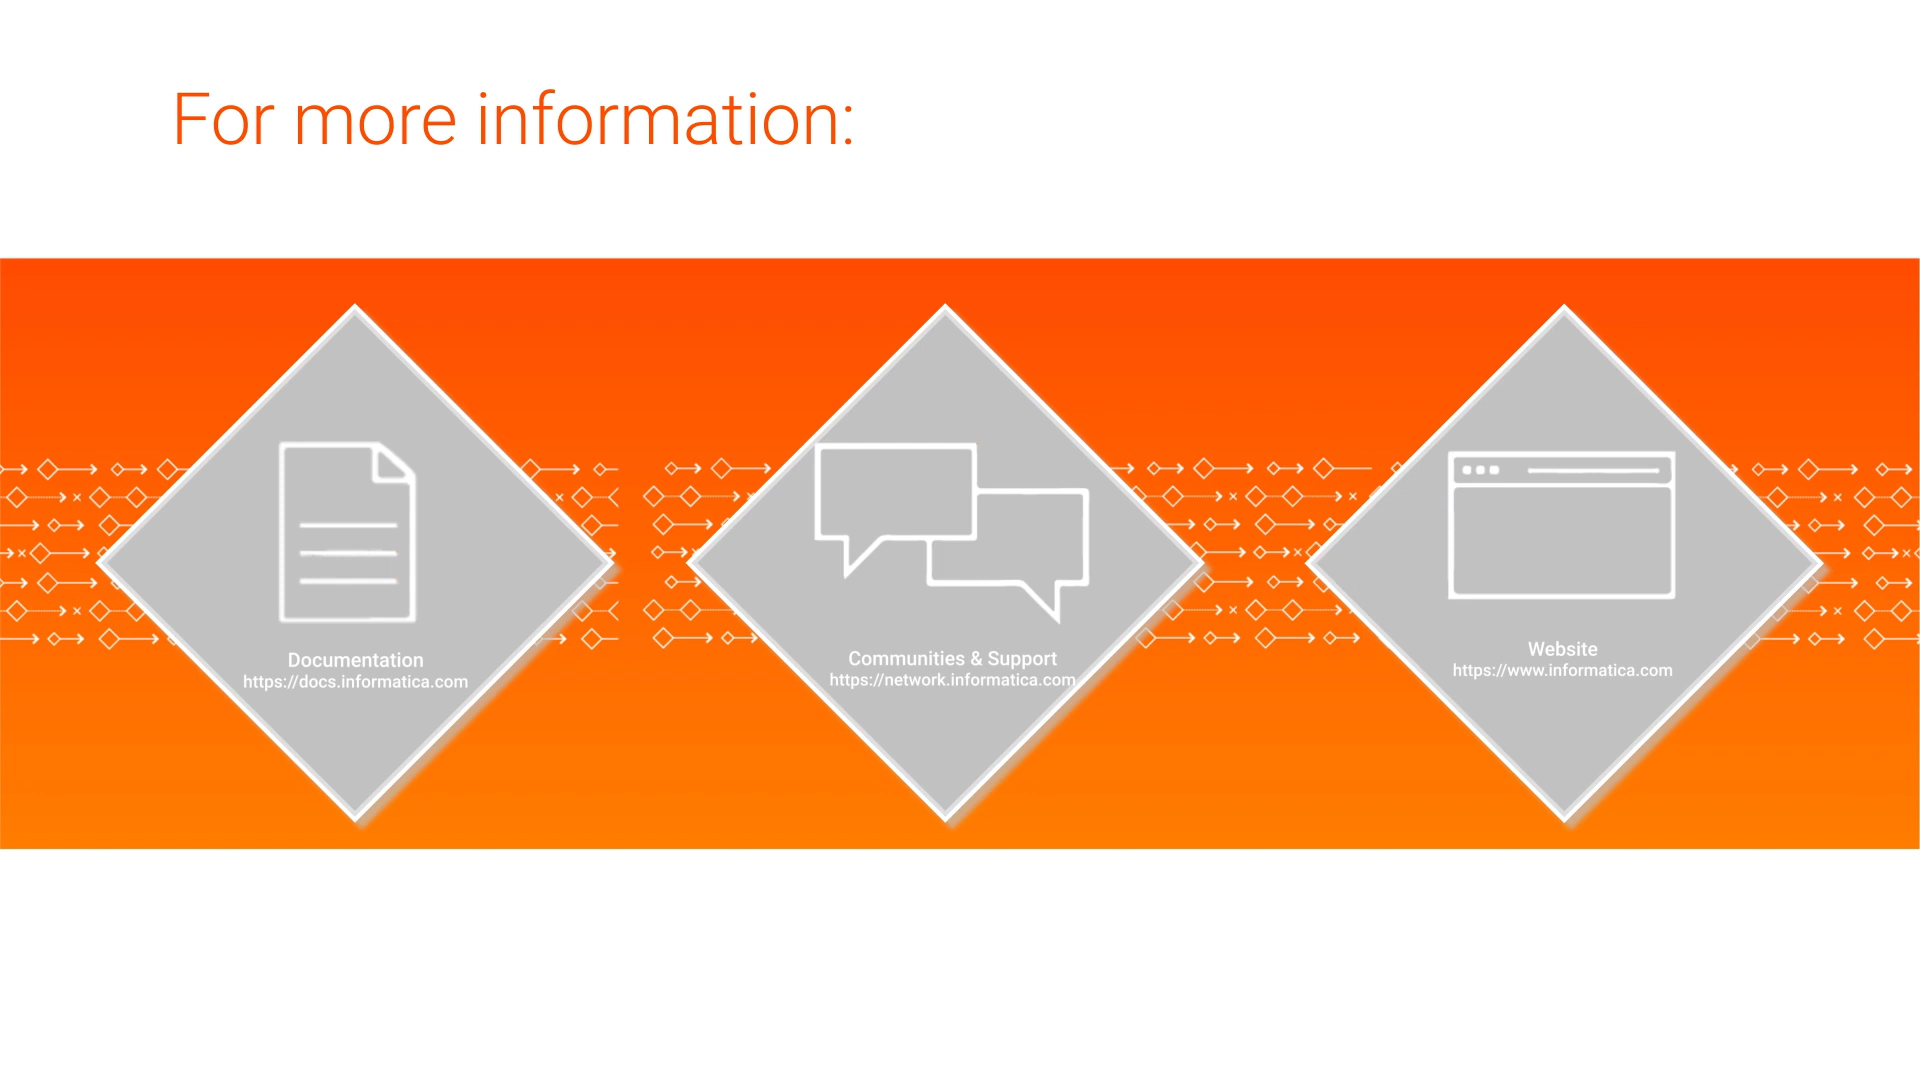 For more information:
Documentation
https://docs.informatica.com
Communities & Support
https://network.informatica.com
Website
https://www.informatica.com